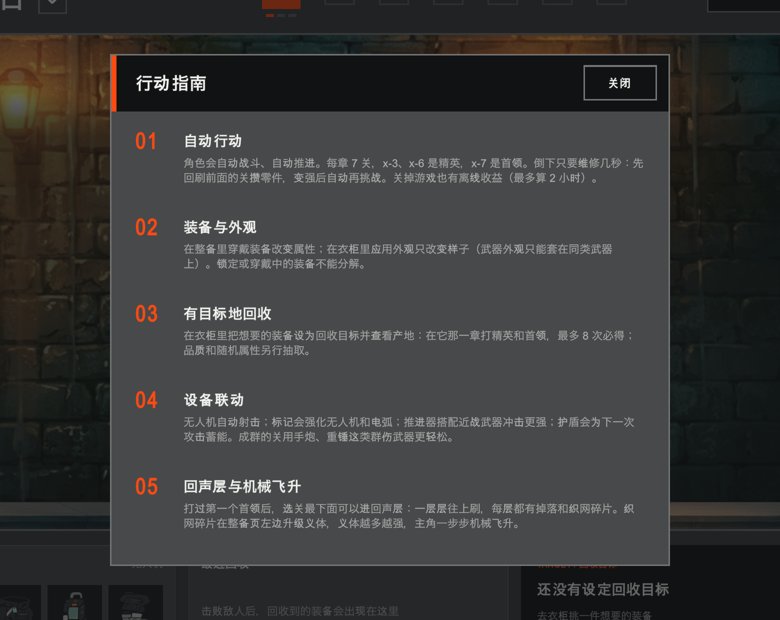 行动指南
关闭
01
自动行动
角色会自动战斗、自动推进。每章 7 关，x-3、x-6 是精英，x-7 是首领。倒下只要维修几秒：先
回刷前面的关攒零件，变强后自动再挑战。关掉游戏也有离线收益（最多算 2 小时）。
02
装备与外观
在整备里穿戴装备改变属性；在衣柜里应用外观只改变样子（武器外观只能套在同类武器
上）。锁定或穿戴中的装备不能分解。
03
有目标地回收
在衣柜里把想要的装备设为回收目标并查看产地：在它那一章打精英和首领，最多 8 次必得；
品质和随机属性另行抽取。
04
设备联动
无人机自动射击；标记会强化无人机和电弧；推进器搭配近战武器冲击更强；护盾会为下一次
攻击蓄能。成群的关用手炮、重锤这类群伤武器更轻松。
05
回声层与机械飞升
打过第一个首领后，选关最下面可以进回声层：一层层往上刷，每层都有掉落和织网碎片。织
网碎片在整备页左边升级义体，义体越多越强，主角一步步机械飞升。
还没有设定回收目标
击败敌人后，回收到的装备会出现在这里
去衣柜挑一件想要的装备